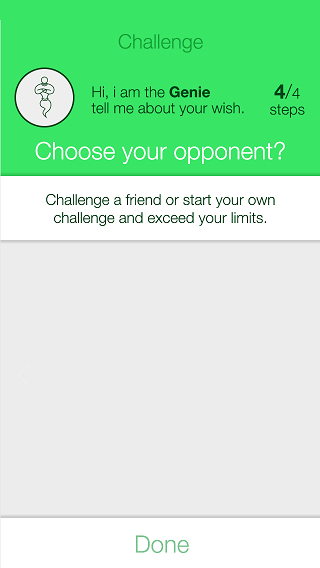 Challenge
Hi, i am the Genie
tell me about your wish.
4/4
steps
Choose your opponent?
Challenge a friend or start your own
challenge and exceed your limits.
Done